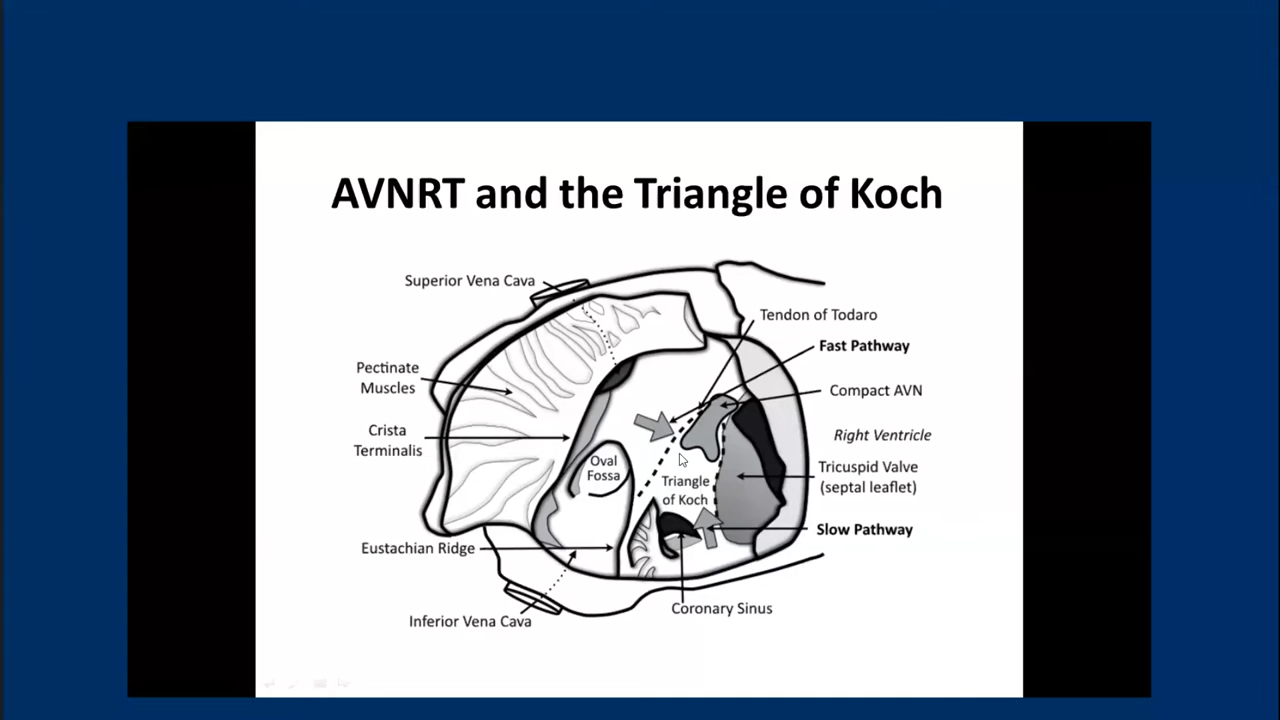 AVNRT and the Triangle of Koch
Superior Vena Cava
Tendon of Todaro
Fast Pathway
Pectinate
Muscles
Compact AVN
Crista
Terminalis
Right Ventricle
Oval
Fossa
Tricuspid Valve
(septal leaflet)
Triangle
of Koch
Slow Pathway
Eustachian Ridge
Coronary Sinus
Inferior Vena Cava